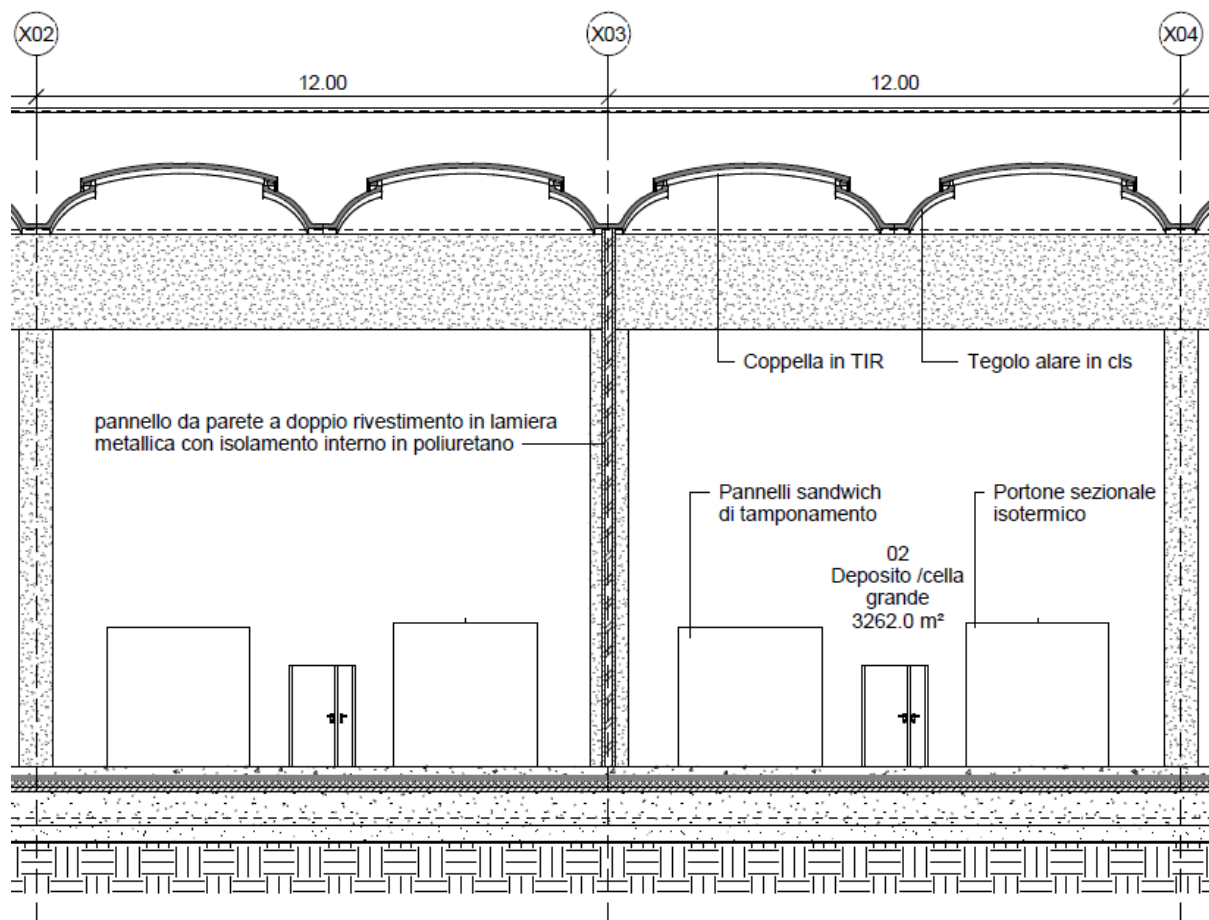 X02
X03
X04
12.00
12.00
Coppella in TIR
Tegolo alare in cls
pannello da parete a doppio rivestimento in lamiera
metallica con isolamento interno in poliuretano
Pannelli sandwich
di tamponamento
Portone sezionale
isotermico
02
Deposito /cella
grande
3262.0 m²